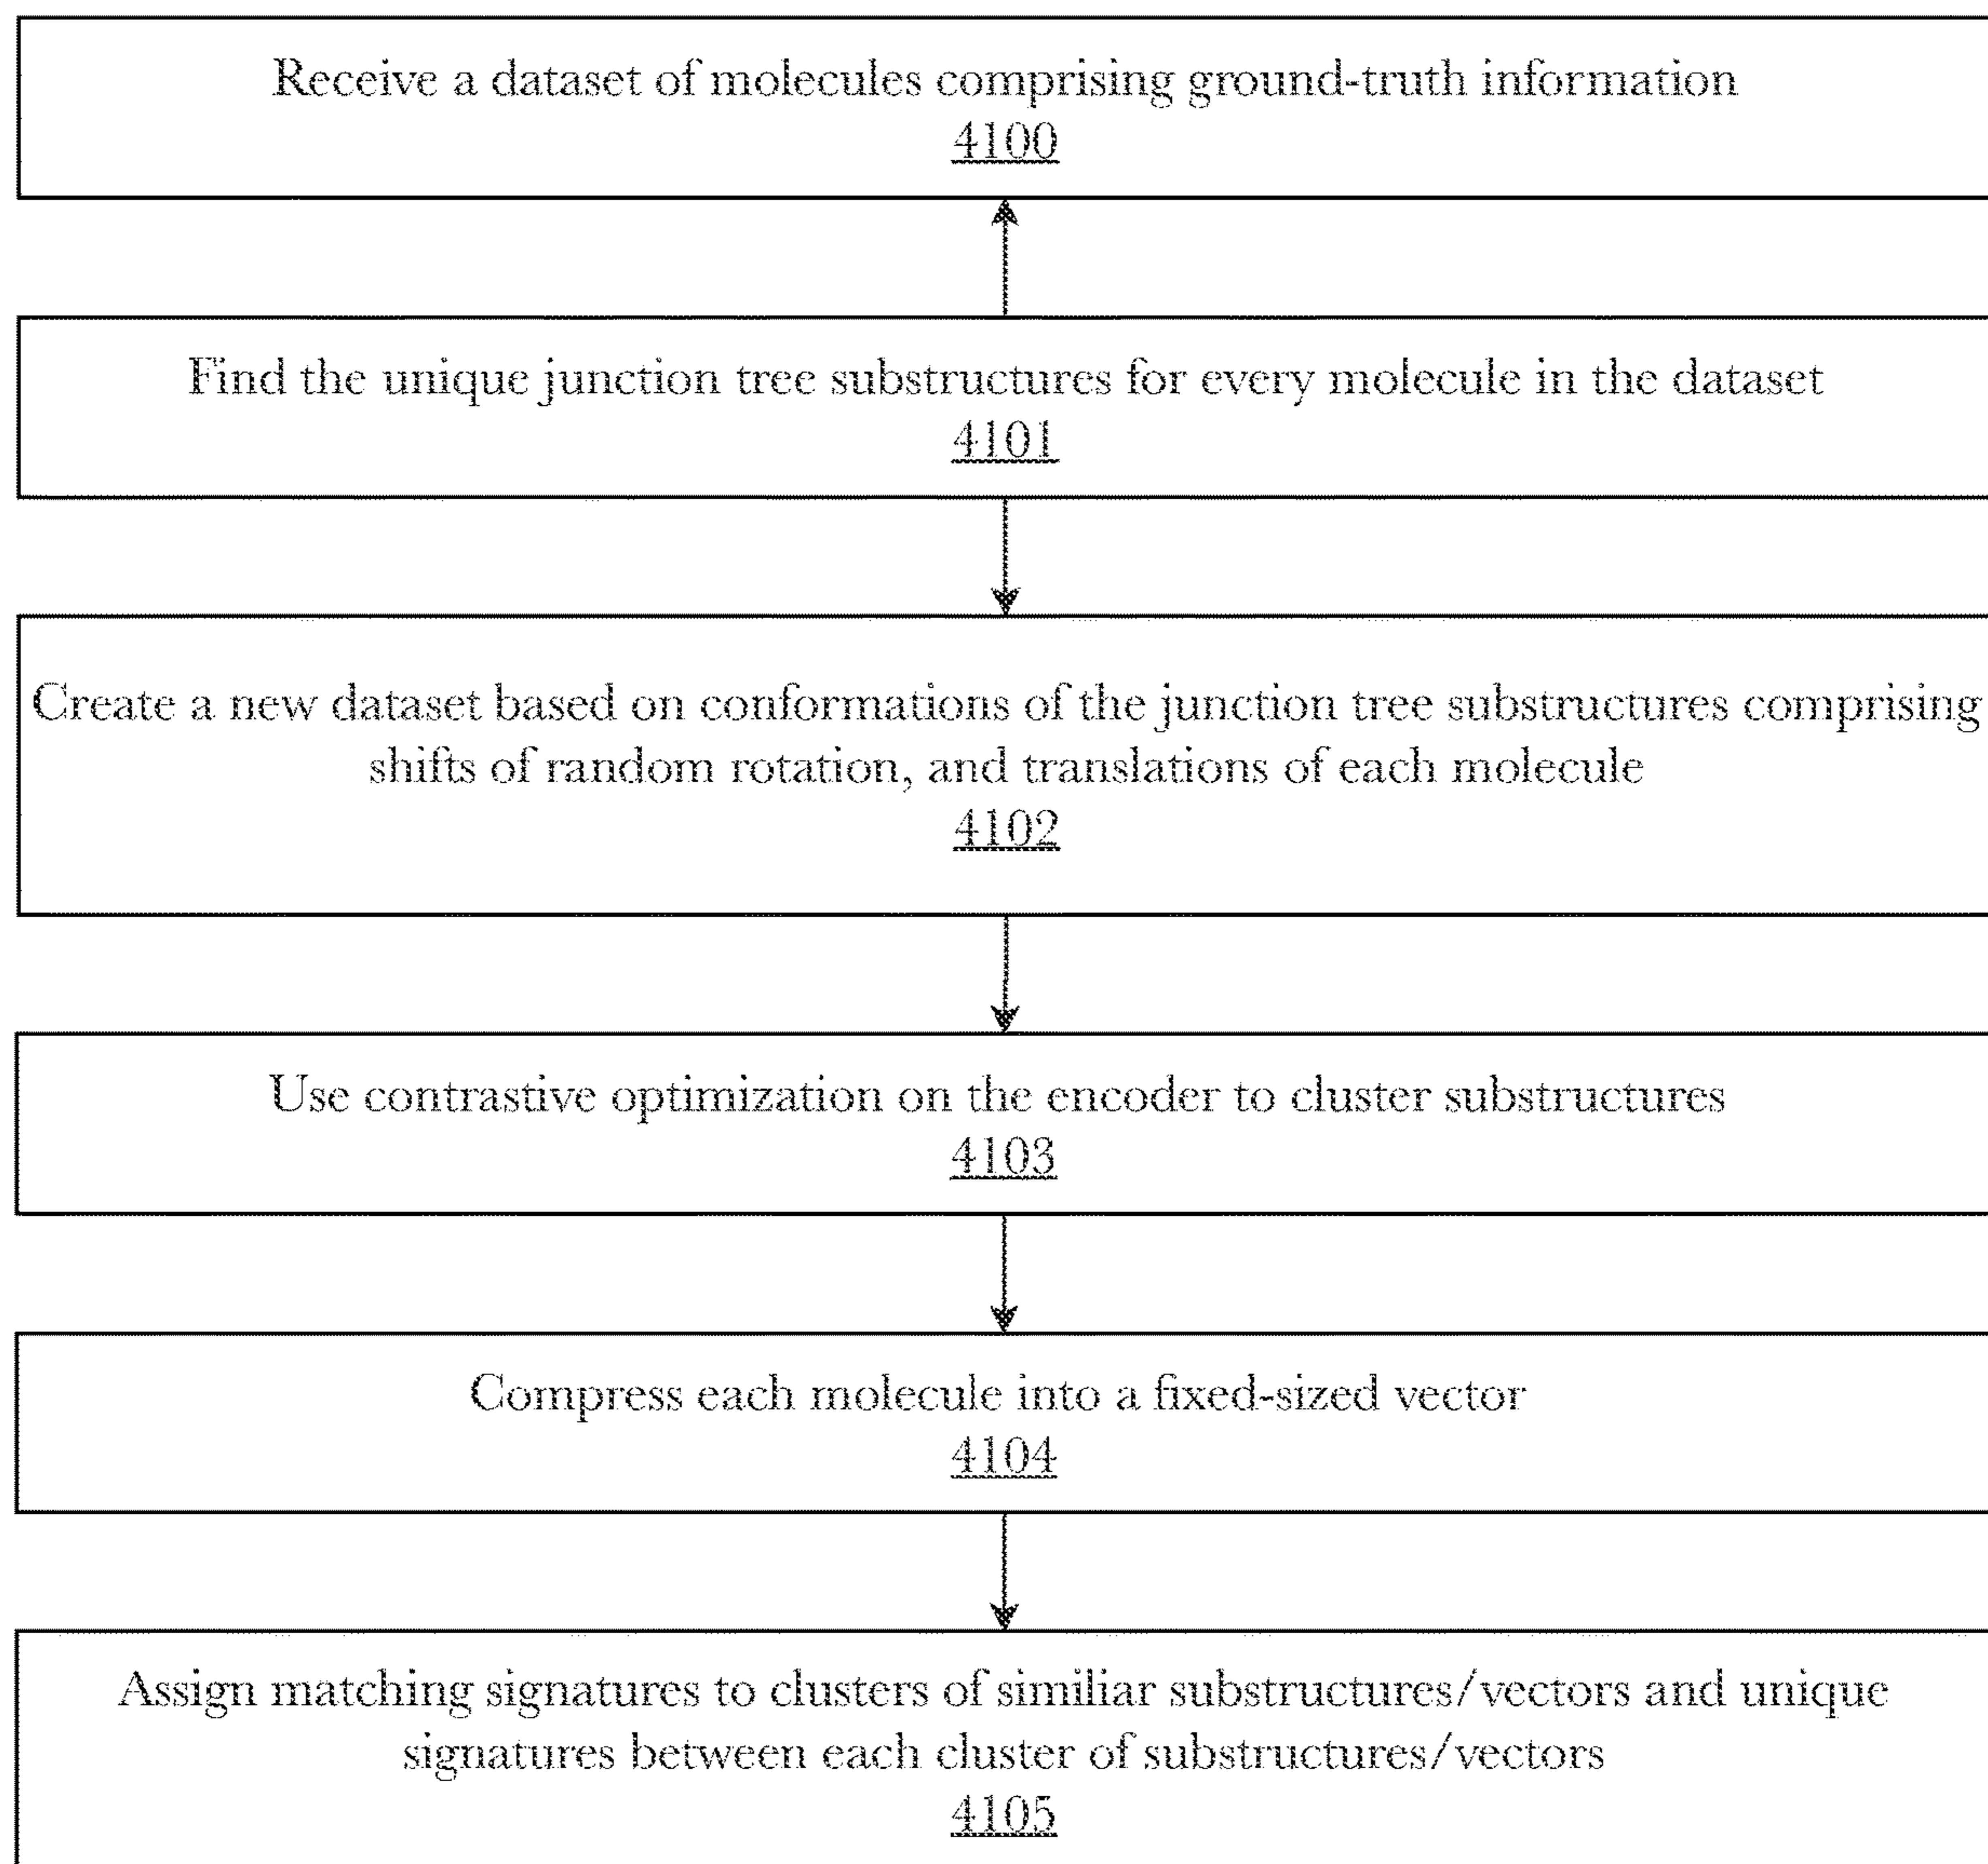 Receive a dataset of molecules comprising ground-truth information
4100
Find the unique junction tree substructures for every molecule in the dataset
4101
Create a new dataset based on conformations of the junction tree substructures comprising
shifts of random rotation, and translations of each molecule
4102
Use contrastive optimization on the encoder to cluster substructures
4103
Compress each molecule into a fixed-sized vector
4104
Assign matching signatures to clusters of similiar substructures/vectors and unique
signatures between each cluster of substructures/vectors
4105